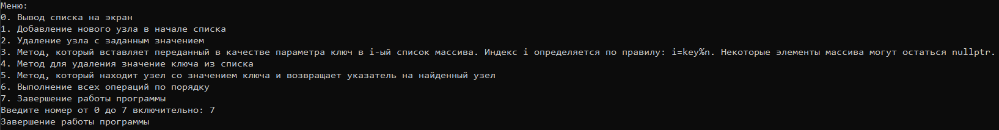 Меню:
0. Вывод списка на экран
1. Добавление нового узла в начале списка
2. Удаление узла с заданным значением
3. Метод, который вставляет переданный в качестве параметра ключ в i-ый список массива. Индекс i определяется по правилу: i=key%n. Некоторые элементы массива могут остаться nullptr.
4. Метод для удаления значение ключа из списка
5. Метод, который находит узел со значением ключа и возвращает указатель на найденный узел
6. Выполнение всех операций по порядку
7. Завершение работы программы
Введите номер от 0 до 7 включительно: 7
Завершение работы программы